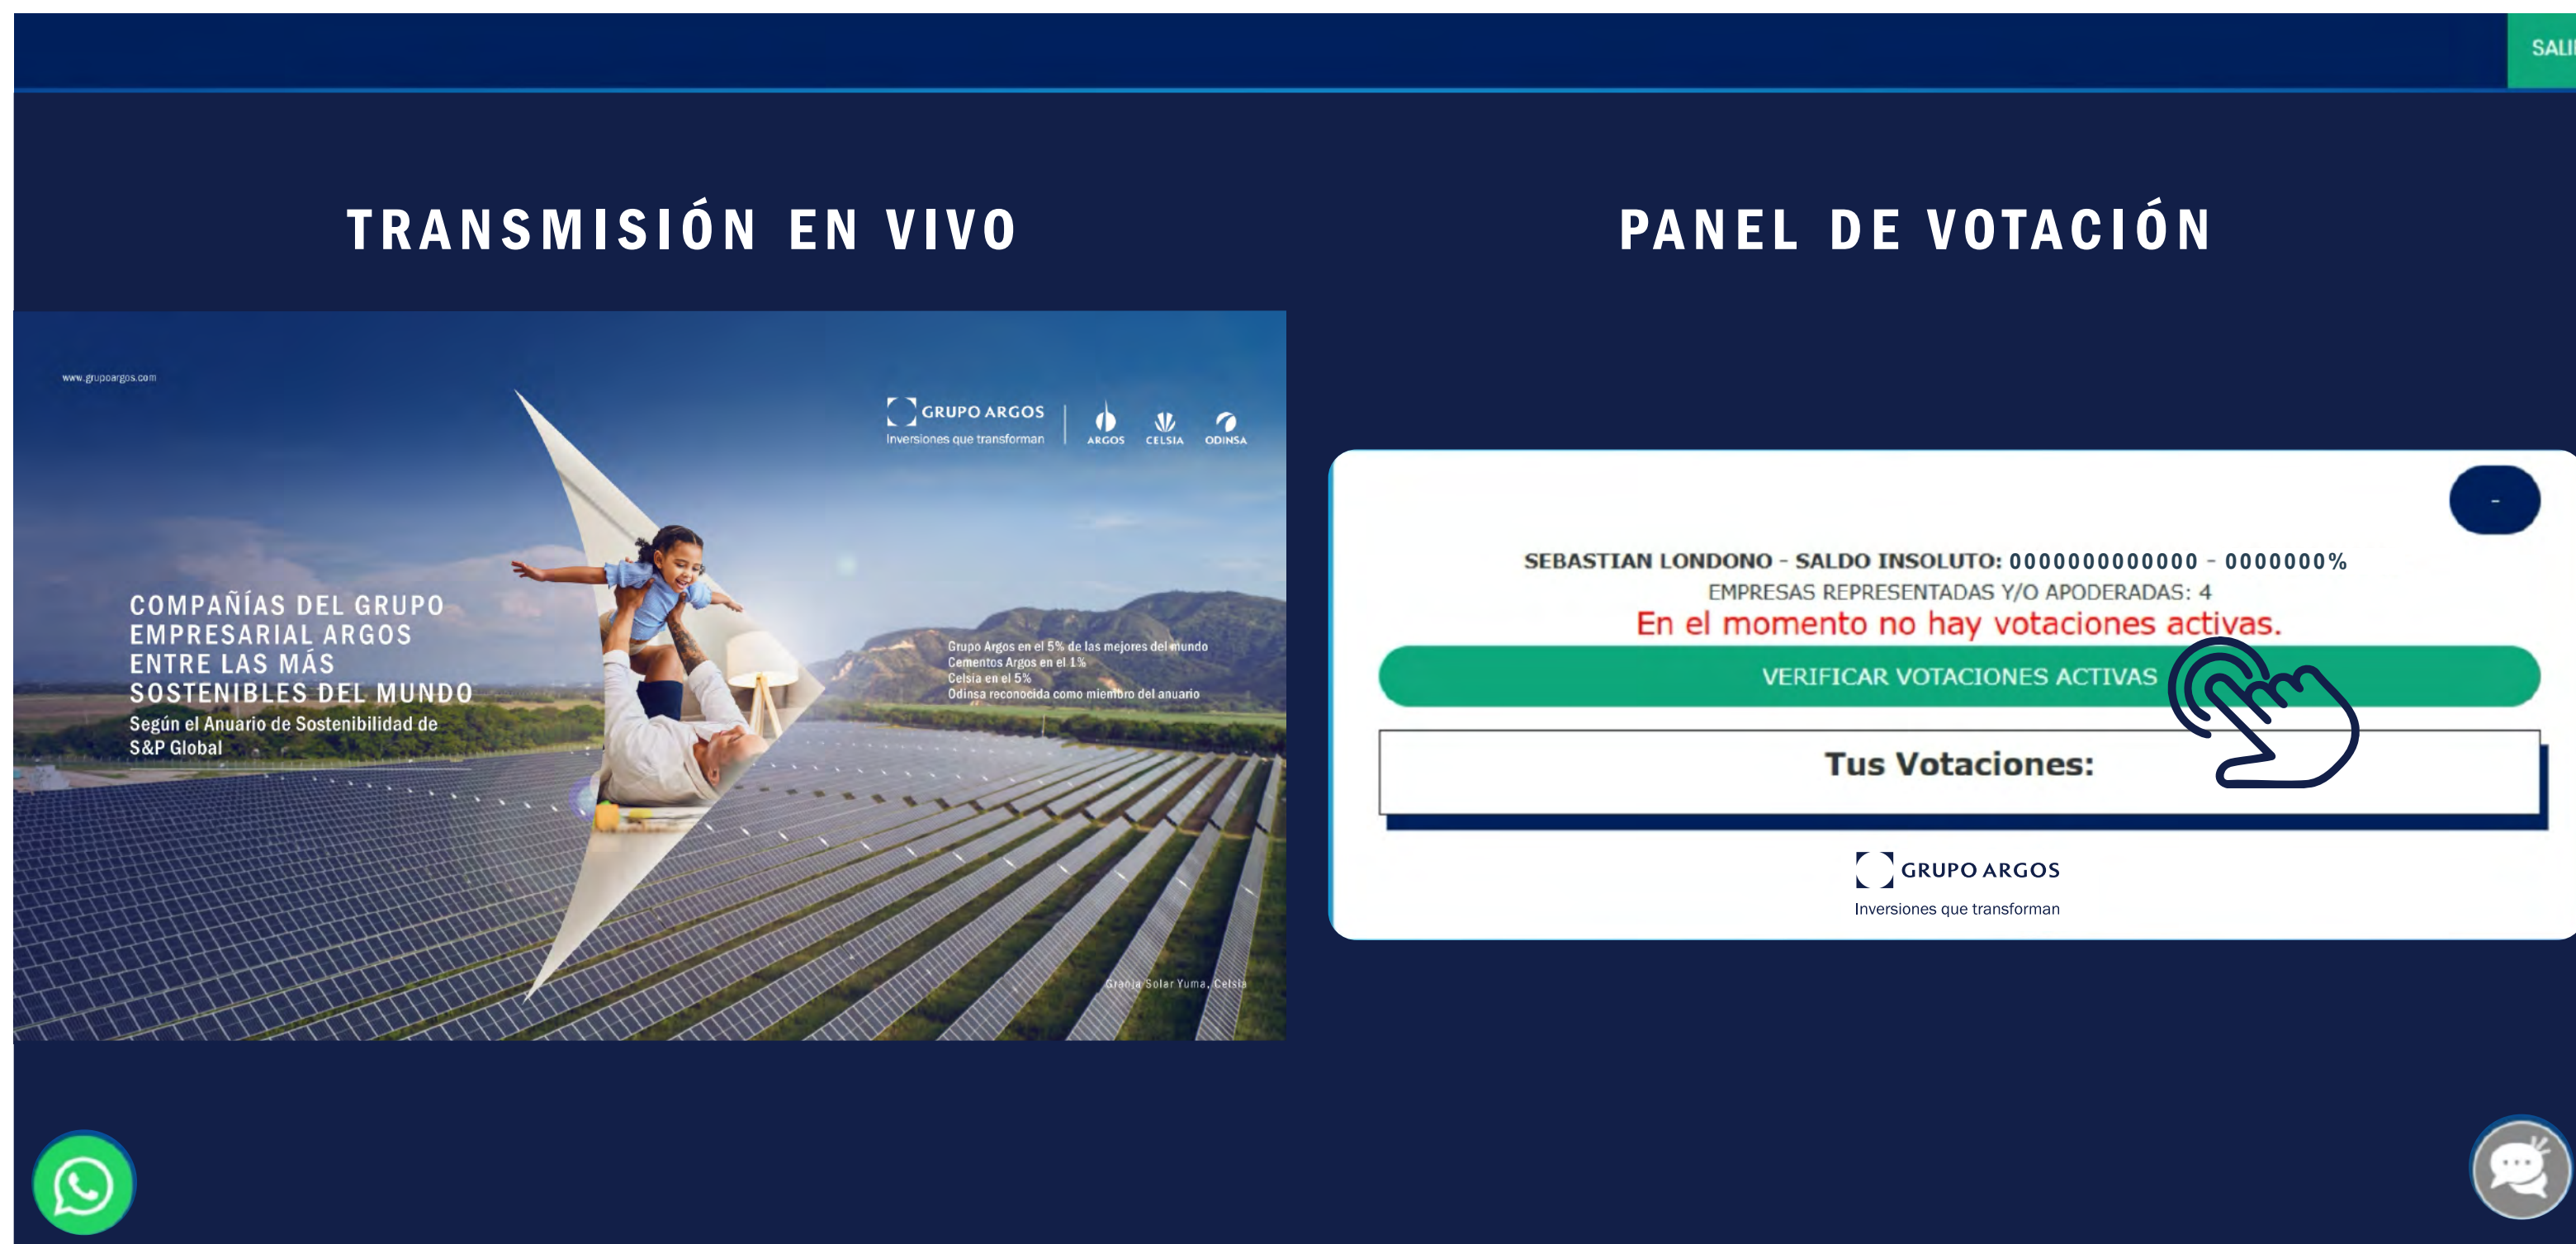 TRANSMISIÓN EN VIVO
www.grupoargos.com
GRUPO ARGOS
Inversiones que transforman
ARGOS
CELSIA
ODINSA
COMPAÑÍAS DEL GRUPO
EMPRESARIAL ARGOS
ENTRE LAS MÁS
SOSTENIBLES DEL MUNDO
Según el Anuario de Sostenibilidad de
S&P Global
Grupo Argos en el 5% de las mejores del mundo
Cementos Argos en el 1%
Celsia en el 5%
Odinsa reconocida como miembro del anuario
Granja Solar Yuma, Celsia
PANEL DE VOTACIÓN
-
SEBASTIAN LONDONO - SALDO INSOLUTO: 0000000000000 - 0000000%
EMPRESAS REPRESENTADAS Y/O APODERADAS: 4
En el momento no hay votaciones activas.
VERIFICAR VOTACIONES ACTIVAS
Tus Votaciones:
GRUPO ARGOS
Inversiones que transforman